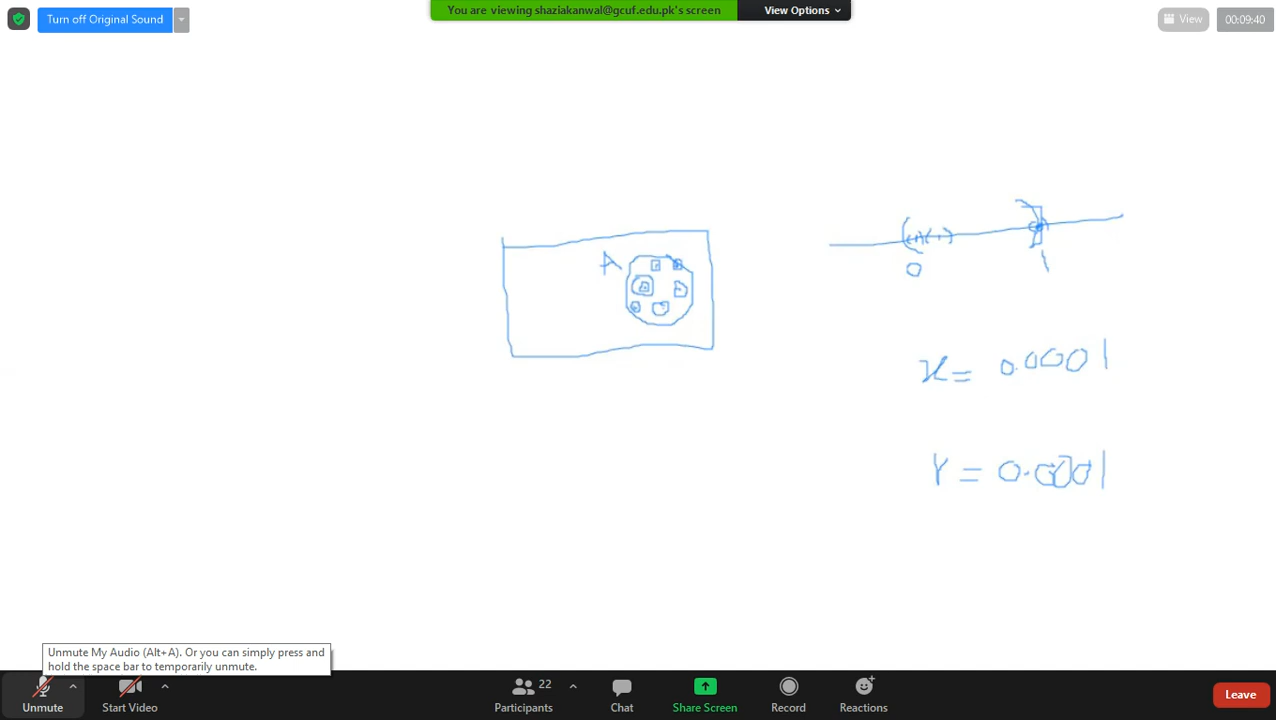 Turn off Original Sound
You are viewing shaziakanwal@gcuf.edu.pk's screen
View Options
View
00:09:40
A
0
1
x = 0.0001
Y = 0.0001
Unmute My Audio (Alt+A). Or you can simply press and
hold the space bar to temporarily unmute.
Unmute
Start Video
22
Participants
Chat
Share Screen
Record
Reactions
Leave